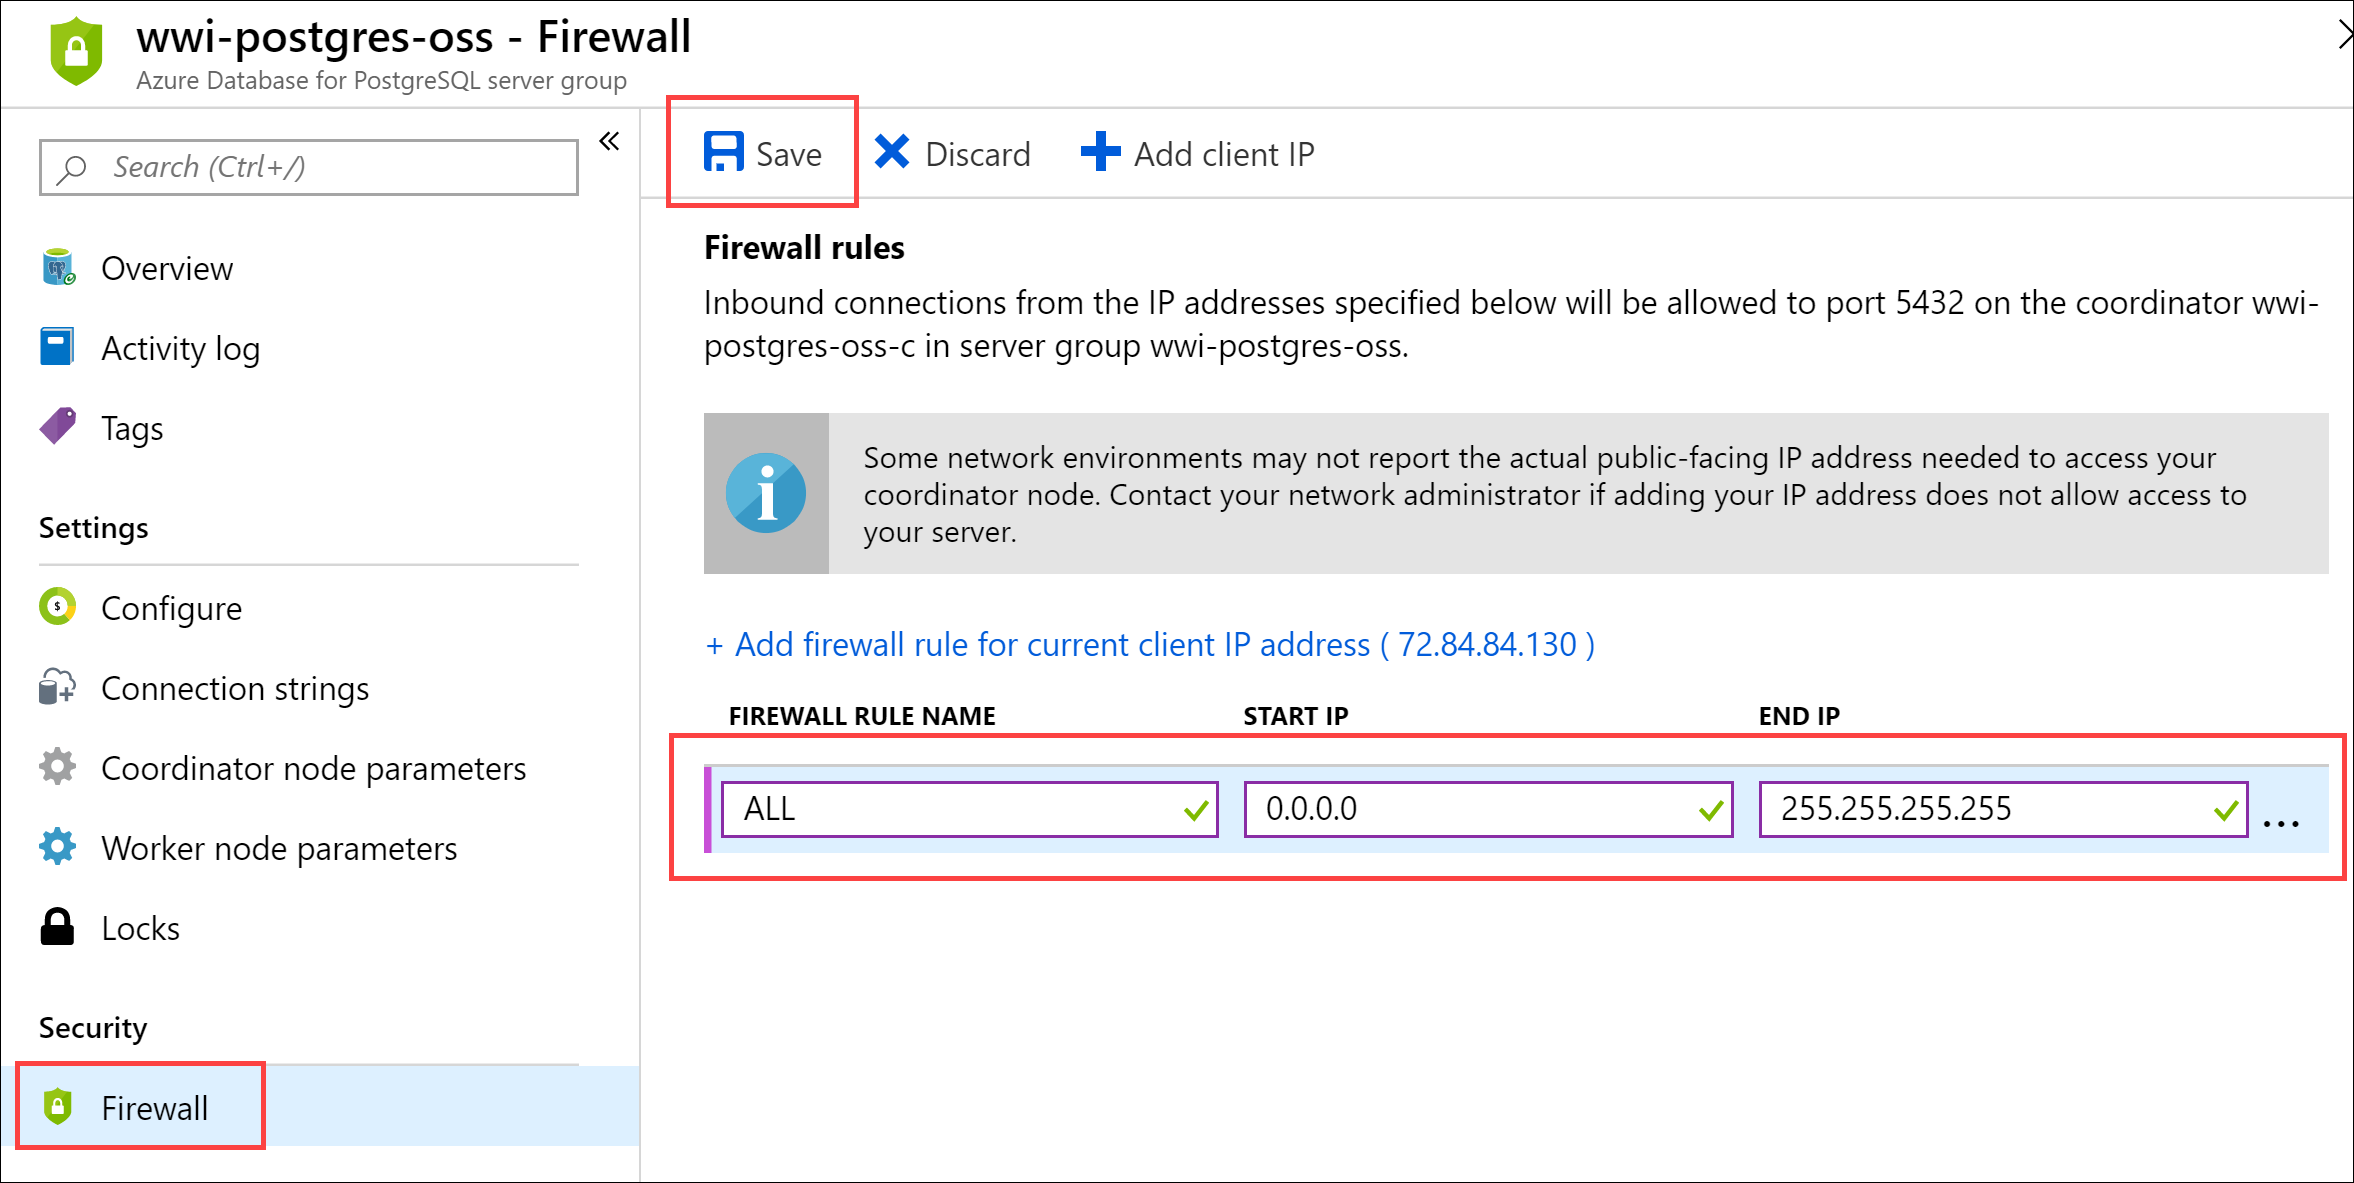 wwi-postgres-oss - Firewall
Azure Database for PostgreSQL server group
Search (Ctrl+/)
«
Overview
Activity log
Tags
Settings
Configure
Connection strings
Coordinator node parameters
Worker node parameters
Locks
Security
Firewall
Save
Discard
Add client IP
Firewall rules
Inbound connections from the IP addresses specified below will be allowed to port 5432 on the coordinator wwi-
postgres-oss-c in server group wwi-postgres-oss.
Some network environments may not report the actual public-facing IP address needed to access your
coordinator node. Contact your network administrator if adding your IP address does not allow access to
your server.
+ Add firewall rule for current client IP address ( 72.84.84.130 )
FIREWALL RULE NAME START IP END IP
ALL 0.0.0.0 255.255.255.255 ...